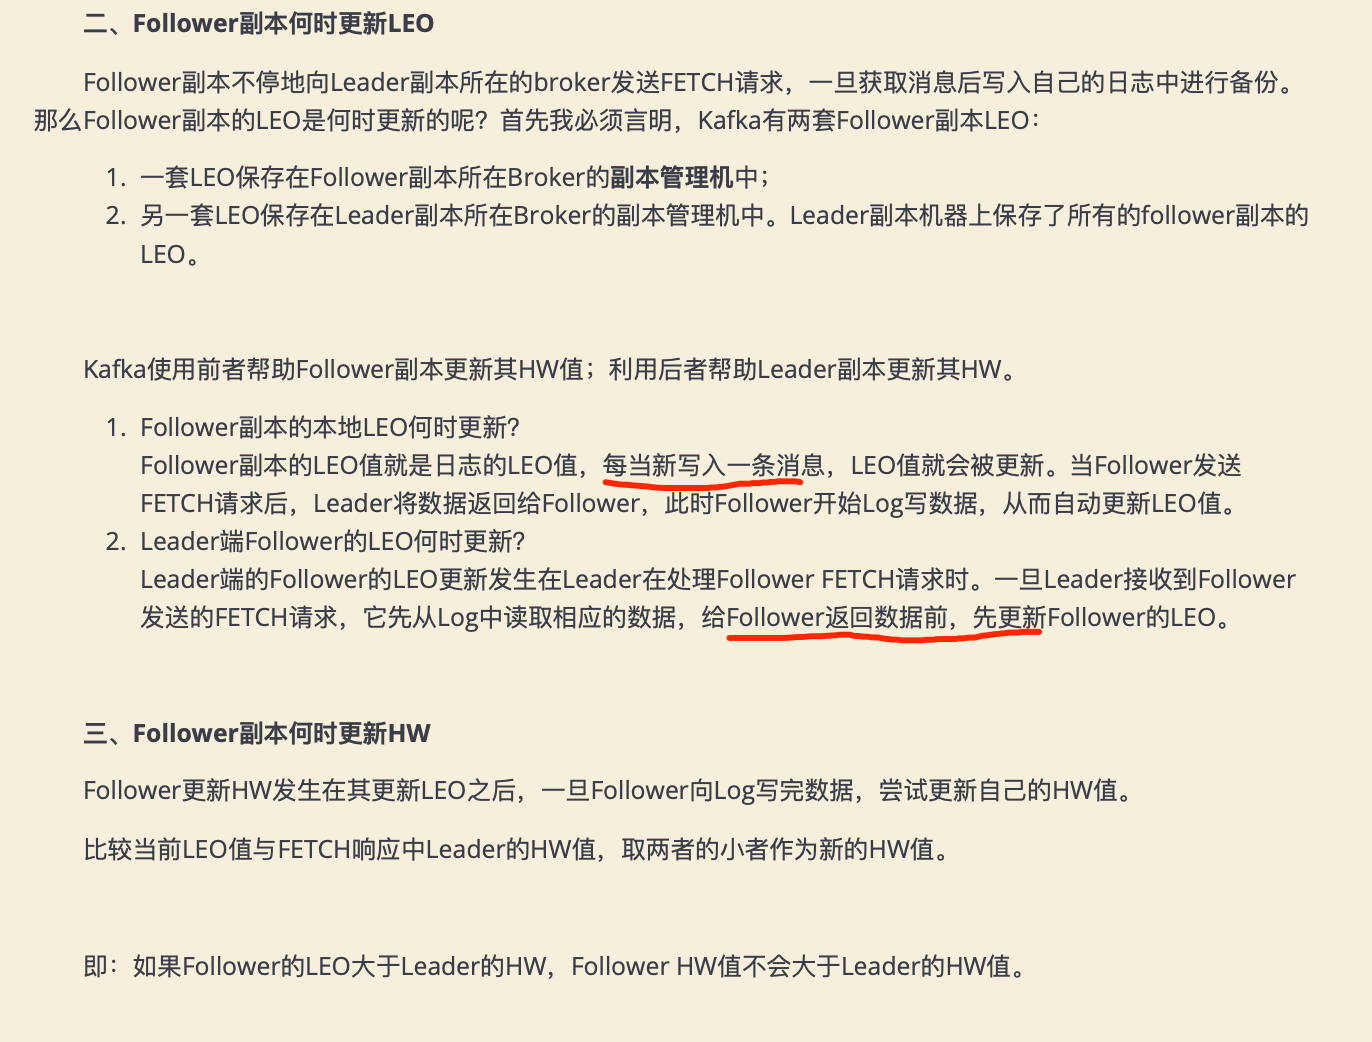 二、Follower副本何时更新LEO
Follower副本不停地向Leader副本所在的broker发送FETCH请求，一旦获取消息后写入自己的日志中进行备份。
那么Follower副本的LEO是何时更新的呢？首先我必须言明，Kafka有两套Follower副本LEO：
1. 一套LEO保存在Follower副本所在Broker的副本管理机中；
2. 另一套LEO保存在Leader副本所在Broker的副本管理机中。Leader副本机器上保存了所有的follower副本的
LEO。
Kafka使用前者帮助Follower副本更新其HW值；利用后者帮助Leader副本更新其HW。
1. Follower副本的本地LEO何时更新？
Follower副本的LEO值就是日志的LEO值，每当新写入一条消息，LEO值就会被更新。当Follower发送
FETCH请求后，Leader将数据返回给Follower，此时Follower开始Log写数据，从而自动更新LEO值。
2. Leader端Follower的LEO何时更新？
Leader端的Follower的LEO更新发生在Leader在处理Follower FETCH请求时。一旦Leader接收到Follower
发送的FETCH请求，它先从Log中读取相应的数据，给Follower返回数据前，先更新Follower的LEO。
三、Follower副本何时更新HW
Follower更新HW发生在其更新LEO之后，一旦Follower向Log写完数据，尝试更新自己的HW值。
比较当前LEO值与FETCH响应中Leader的HW值，取两者的小者作为新的HW值。
即：如果Follower的LEO大于Leader的HW，Follower HW值不会大于Leader的HW值。